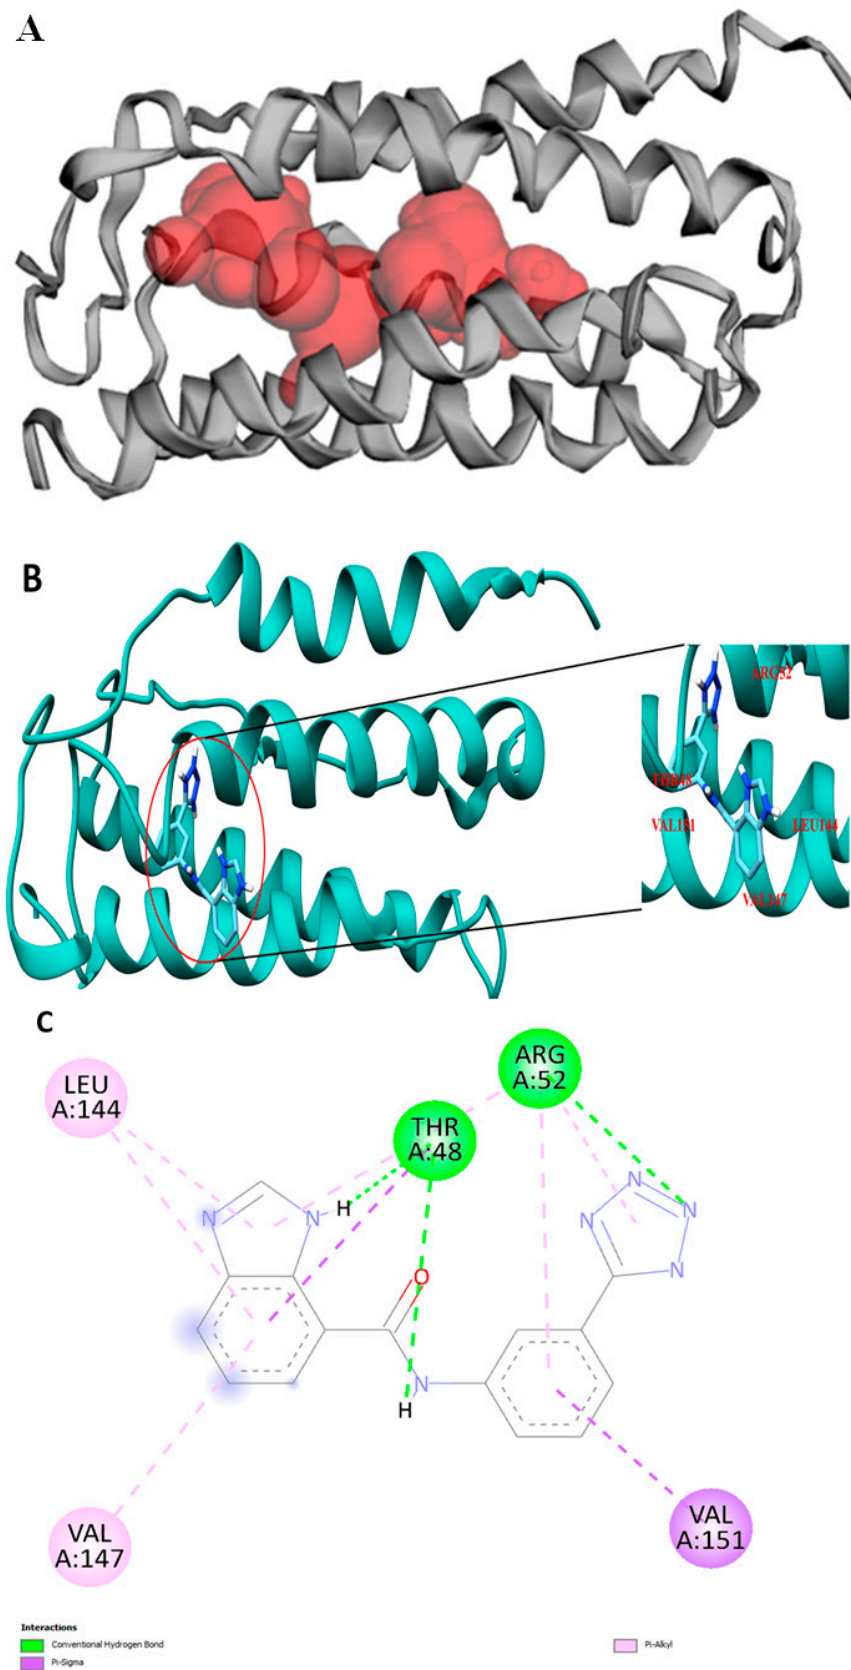 A
B
ARG52
THR48
VAL151
LEU144
VAL147
C
LEU
A:144
ARG
A:52
THR
A:48
N
N
N
H
N
N
N
N
O
N
H
VAL
A:147
VAL
A:151
Interactions
Conventional Hydrogen Bond
Pi-Sigma
Pi-Alkyl